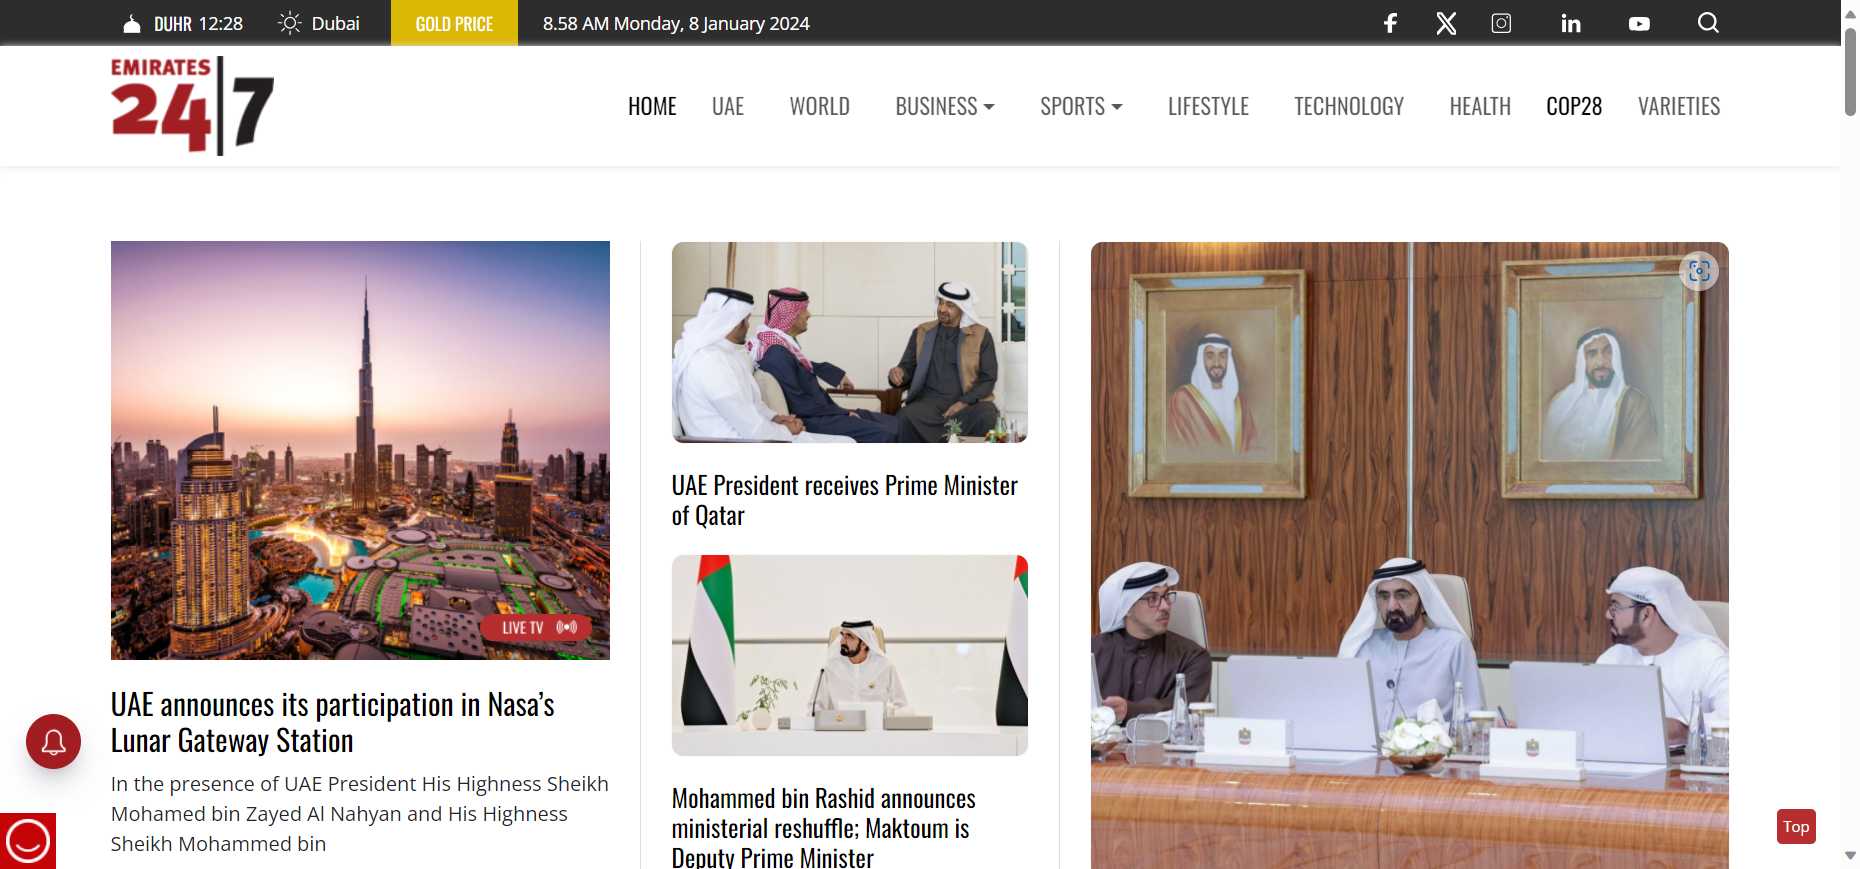 DUHR 12:28
Dubai
GOLD PRICE
8.58 AM Monday, 8 January 2024
EMIRATES
24|7
HOME
UAE
WORLD
BUSINESS
SPORTS
LIFESTYLE
TECHNOLOGY
HEALTH
COP28
VARIETIES
LIVE TV
UAE announces its participation in Nasa’s
Lunar Gateway Station
In the presence of UAE President His Highness Sheikh
Mohamed bin Zayed Al Nahyan and His Highness
Sheikh Mohammed bin
UAE President receives Prime Minister
of Qatar
Mohammed bin Rashid announces
ministerial reshuffle; Maktoum is
Deputy Prime Minister
Top